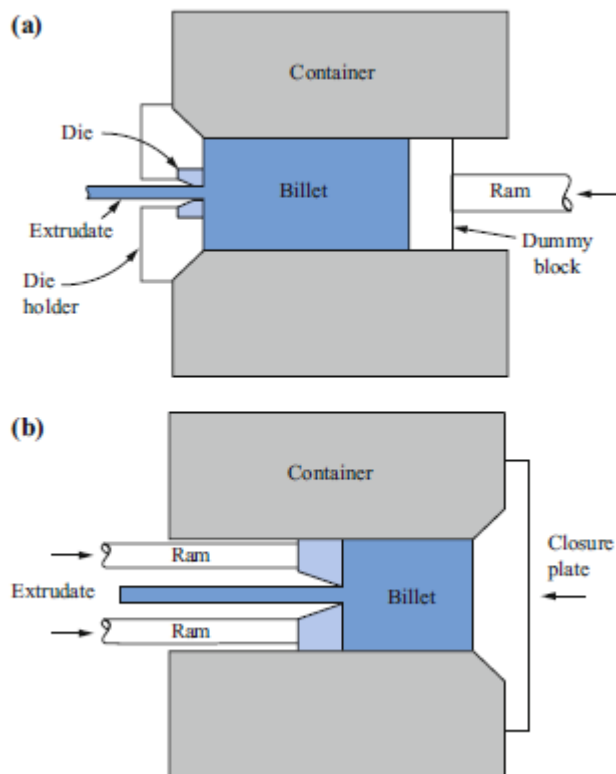 (a)
Container
Die
Billet
Ram
Extrudate
Dummy
block
Die
holder
(b)
Container
Ram
Closure
plate
Extrudate
Billet
Ram